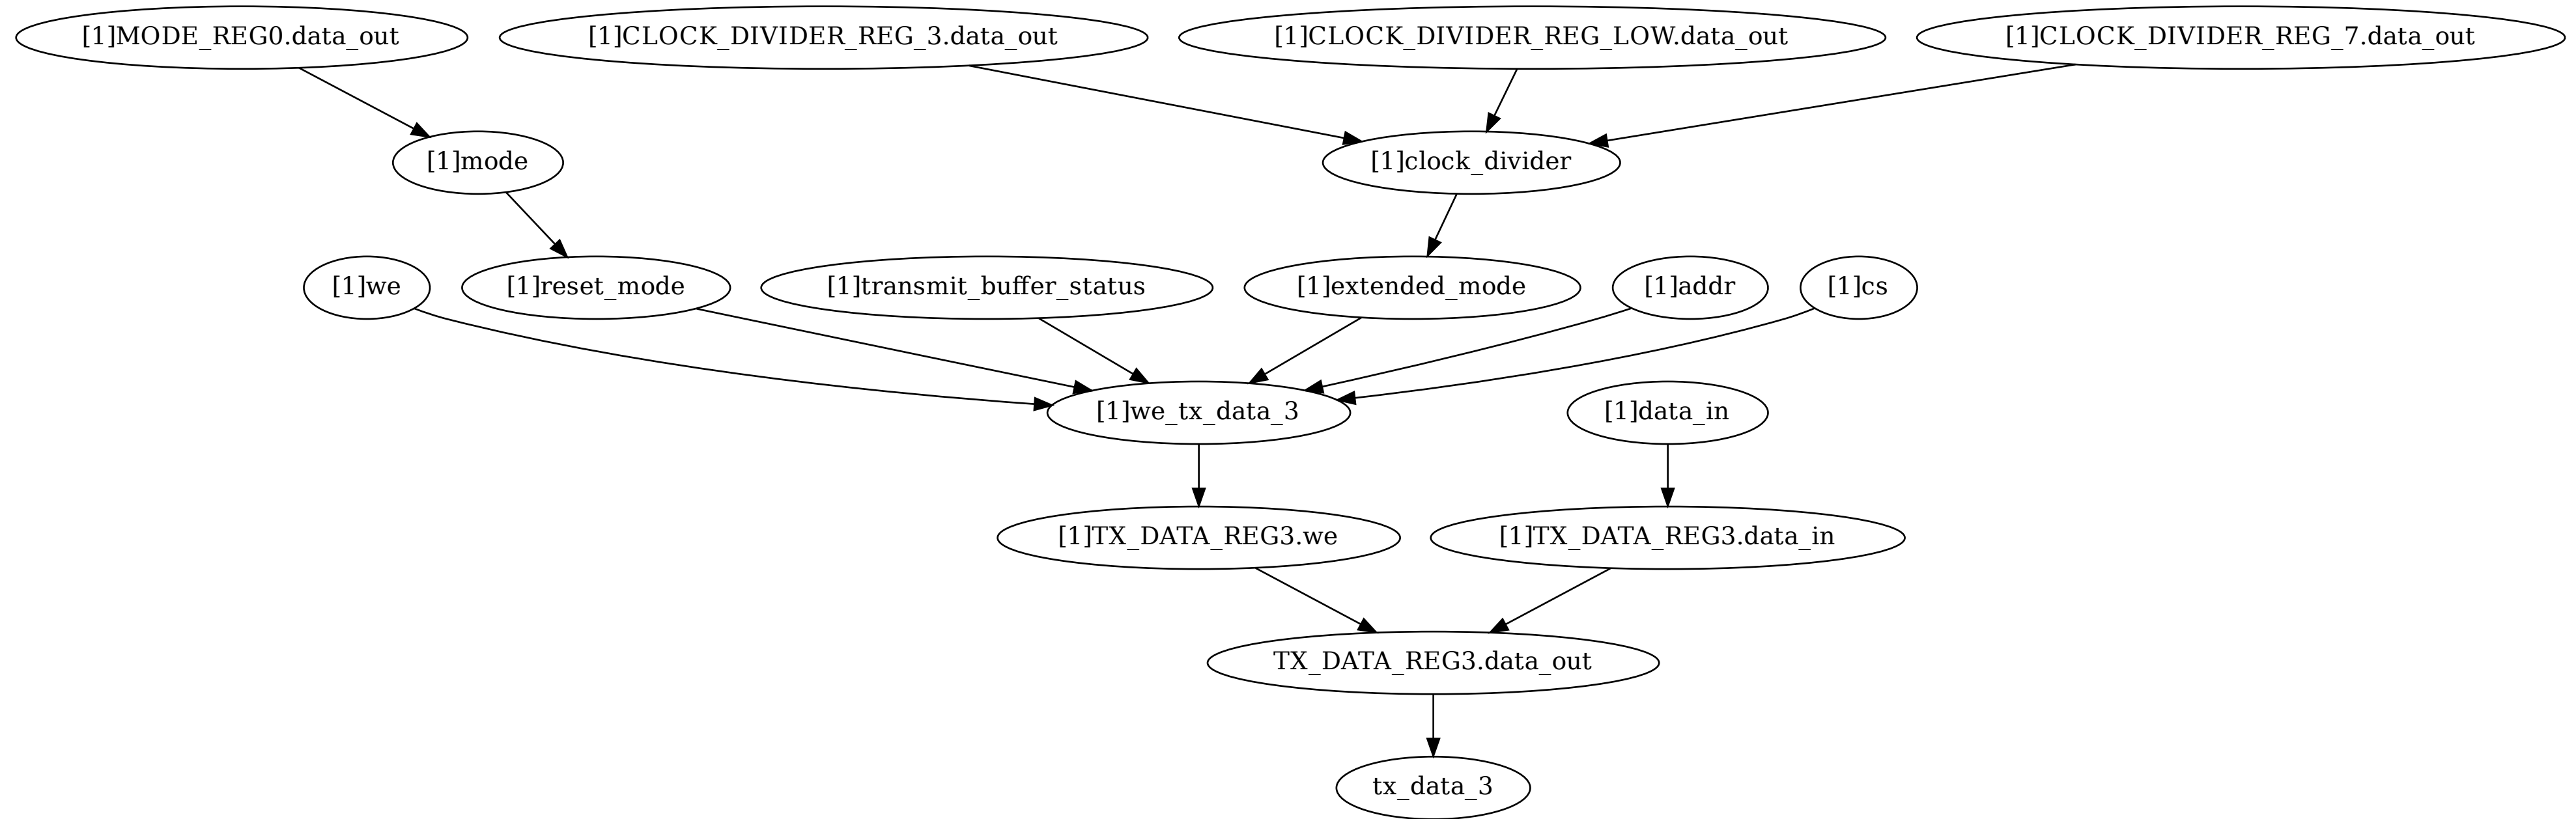 [1]MODE_REG0.data_out
[1]CLOCK_DIVIDER_REG_3.data_out
[1]CLOCK_DIVIDER_REG_LOW.data_out
[1]CLOCK_DIVIDER_REG_7.data_out
[1]mode
[1]clock_divider
[1]we
[1]reset_mode
[1]transmit_buffer_status
[1]extended_mode
[1]addr
[1]cs
[1]we_tx_data_3
[1]data_in
[1]TX_DATA_REG3.we
[1]TX_DATA_REG3.data_in
TX_DATA_REG3.data_out
tx_data_3